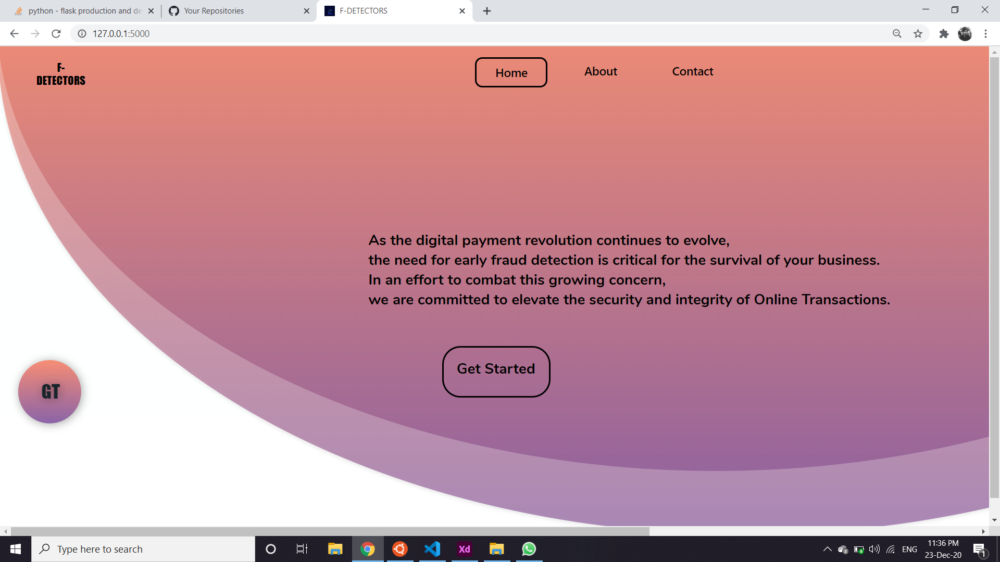 python - flask production and de
Your Repositories
F-DETECTORS
127.0.0.1:5000
F-
DETECTORS
Home
About
Contact
As the digital payment revolution continues to evolve,
the need for early fraud detection is critical for the survival of your business.
In an effort to combat this growing concern,
we are committed to elevate the security and integrity of Online Transactions.
Get Started
GT
Type here to search
Xd
ENG
11:36 PM
23-Dec-20
1